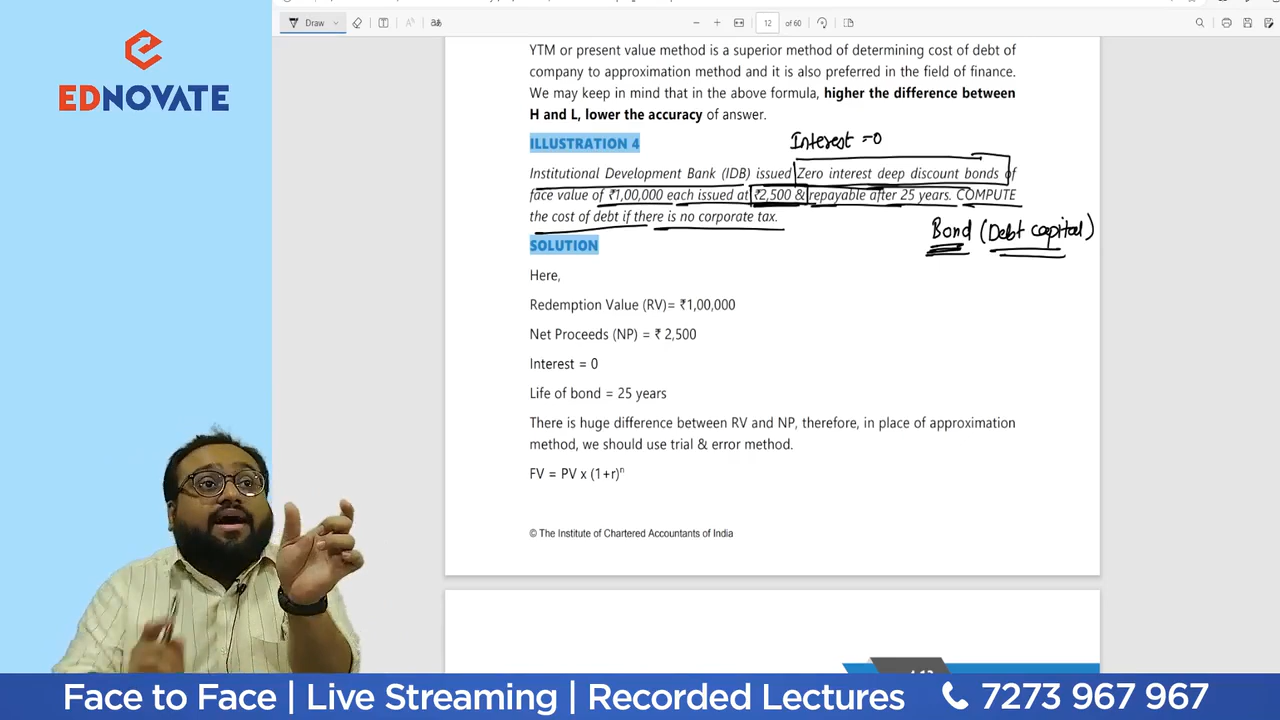 Draw
12 of 60
EDNOVATE
YTM or present value method is a superior method of determining cost of debt of
company to approximation method and it is also preferred in the field of finance.
We may keep in mind that in the above formula, higher the difference between
H and L, lower the accuracy of answer.
ILLUSTRATION 4
Interest =0
Institutional Development Bank (IDB) issued Zero interest deep discount bonds of
face value of ₹1,00,000 each issued at ₹2,500 & repayable after 25 years. COMPUTE
the cost of debt if there is no corporate tax.
Bond (Debt capital)
SOLUTION
Here,
Redemption Value (RV)= ₹1,00,000
Net Proceeds (NP) = ₹ 2,500
Interest = 0
Life of bond = 25 years
There is huge difference between RV and NP, therefore, in place of approximation
method, we should use trial & error method.
FV = PV x (1+r)ⁿ
© The Institute of Chartered Accountants of India
Face to Face | Live Streaming | Recorded Lectures 7273 967 967